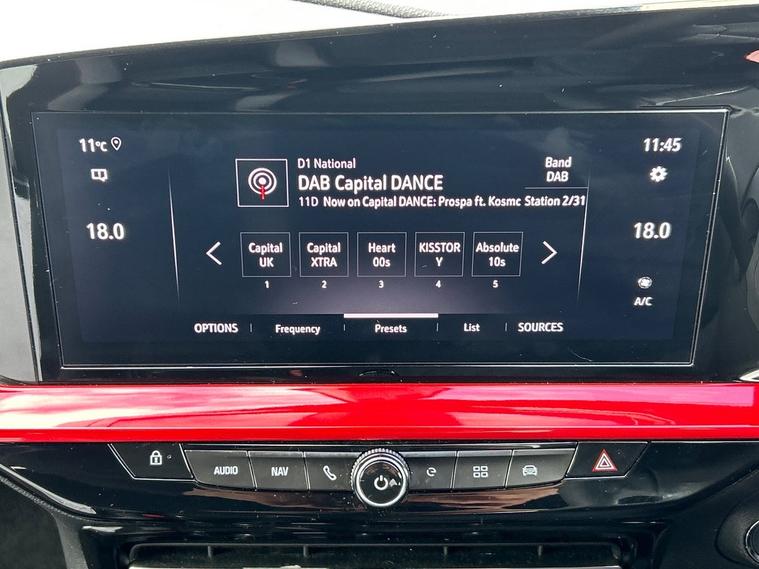 11°C
11:45
D1 National
DAB Capital DANCE
11D Now on Capital DANCE: Prospa ft. Kosmc Station 2/31
Band
DAB
18.0
18.0
Capital
UK
Capital
XTRA
Heart
00s
KISSTOR
Y
Absolute
10s
1
2
3
4
5
A/C
OPTIONS
Frequency
Presets
List
SOURCES
AUDIO
NAV